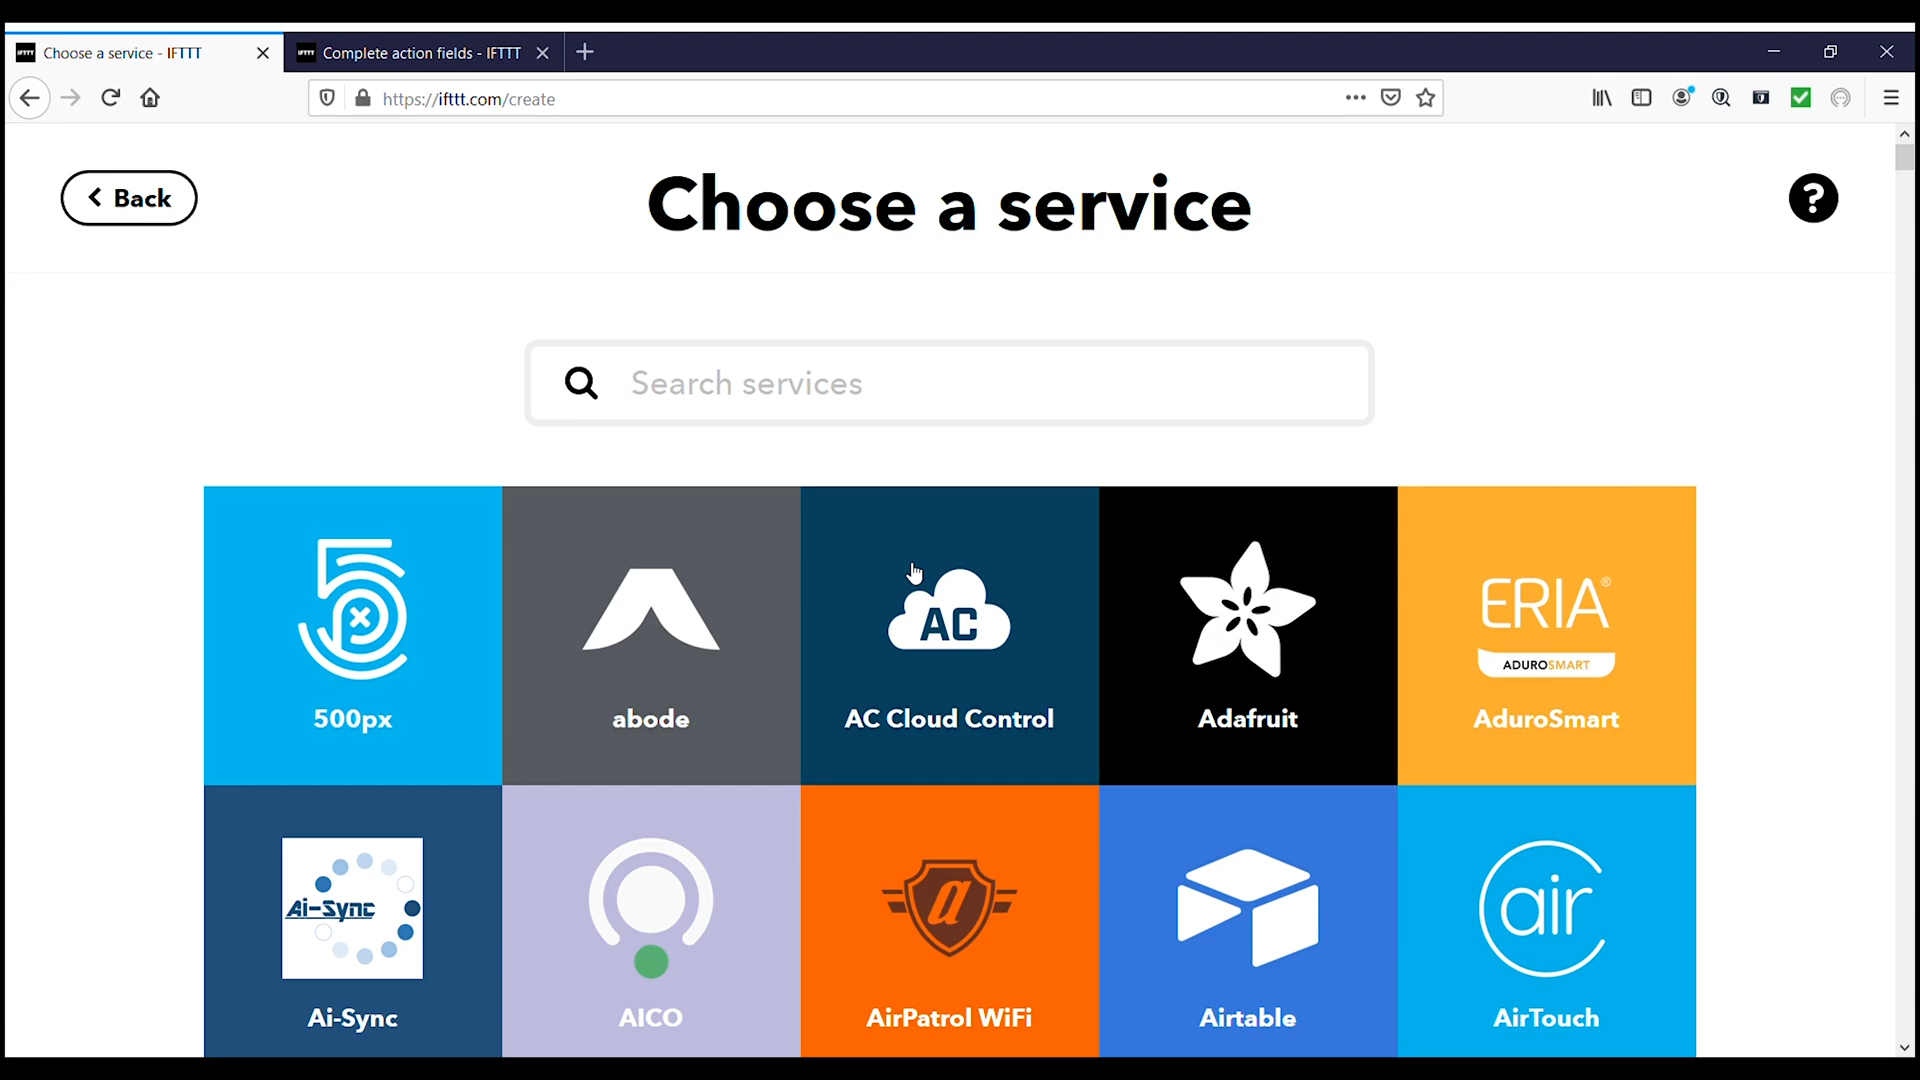 Choose a service - IFTTT
Complete action fields - IFTTT
https://ifttt.com/create
Back
Choose a service
?
Search services
500px
abode
AC
AC Cloud Control
Adafruit
ERIA®
ADUROSMART
AduroSmart
Ai-Sync
Ai-Sync
AICO
a
AirPatrol WiFi
Airtable
air
AirTouch